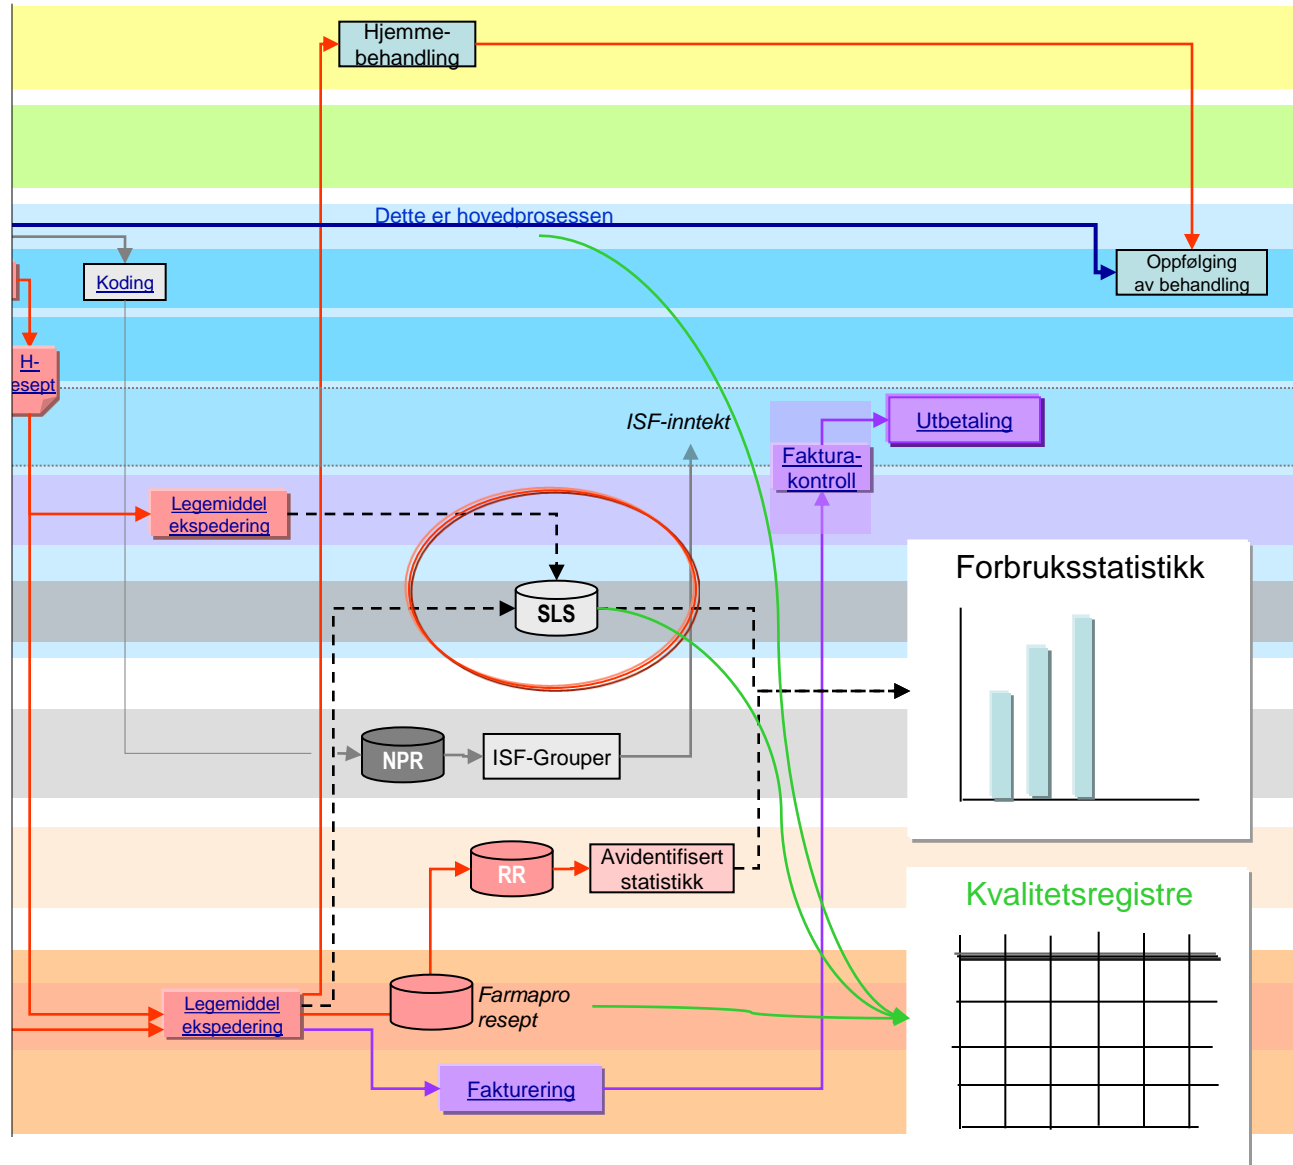 Hjemme-
behandling
Dette er hovedprosessen
Koding
Oppfølging
av behandling
H-
esept
ISF-inntekt
Utbetaling
Faktura-
kontroll
Legemiddel
ekspedering
SLS
Forbruksstatistikk
NPR
ISF-Grouper
RR
Avidentifisert
statistikk
Kvalitetsregistre
Legemiddel
ekspedering
Farmapro
resept
Fakturering